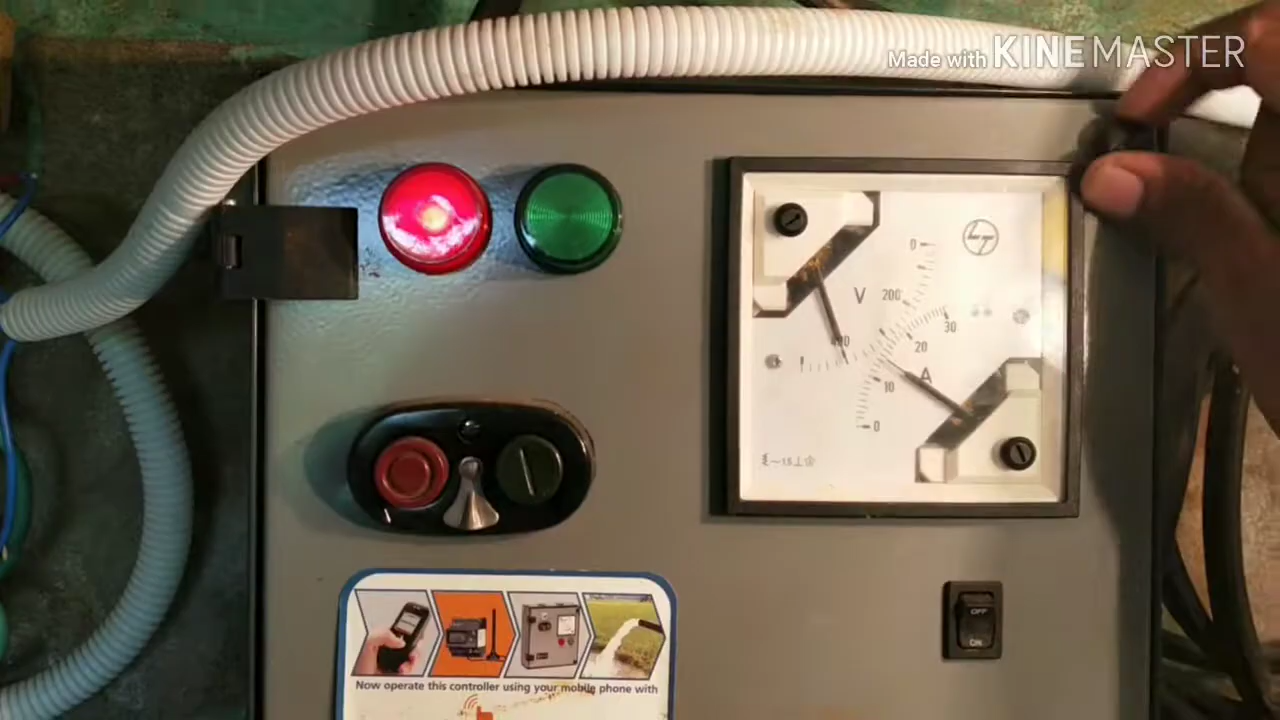 Made with KINEMASTER
0
V
200
30
400
20
A
10
0
OFF
ON
Now operate this controller using your mobile phone with